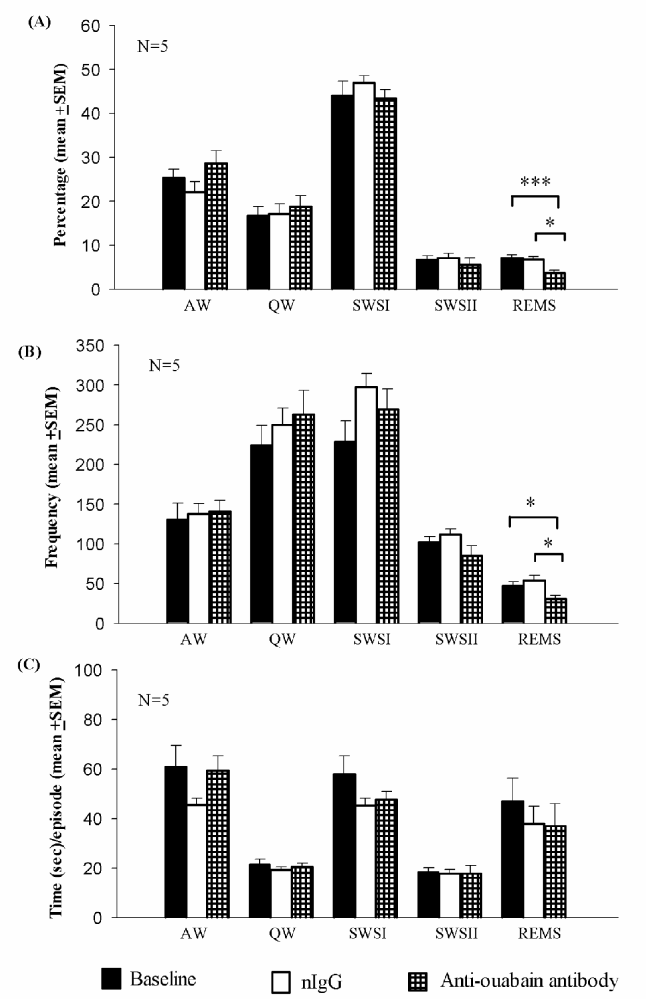 (A)
Percentage (mean ±SEM)
60
50
40
30
20
10
0
N=5
***
*
AW QW SWSI SWSII REMS
(B)
Frequency (mean ±SEM)
350
300
250
200
150
100
50
0
N=5
*
*
AW QW SWSI SWSII REMS
(C)
Time (sec)/episode (mean ±SEM)
100
80
60
40
20
0
N=5
AW QW SWSI SWSII REMS
Baseline nIgG Anti-ouabain antibody